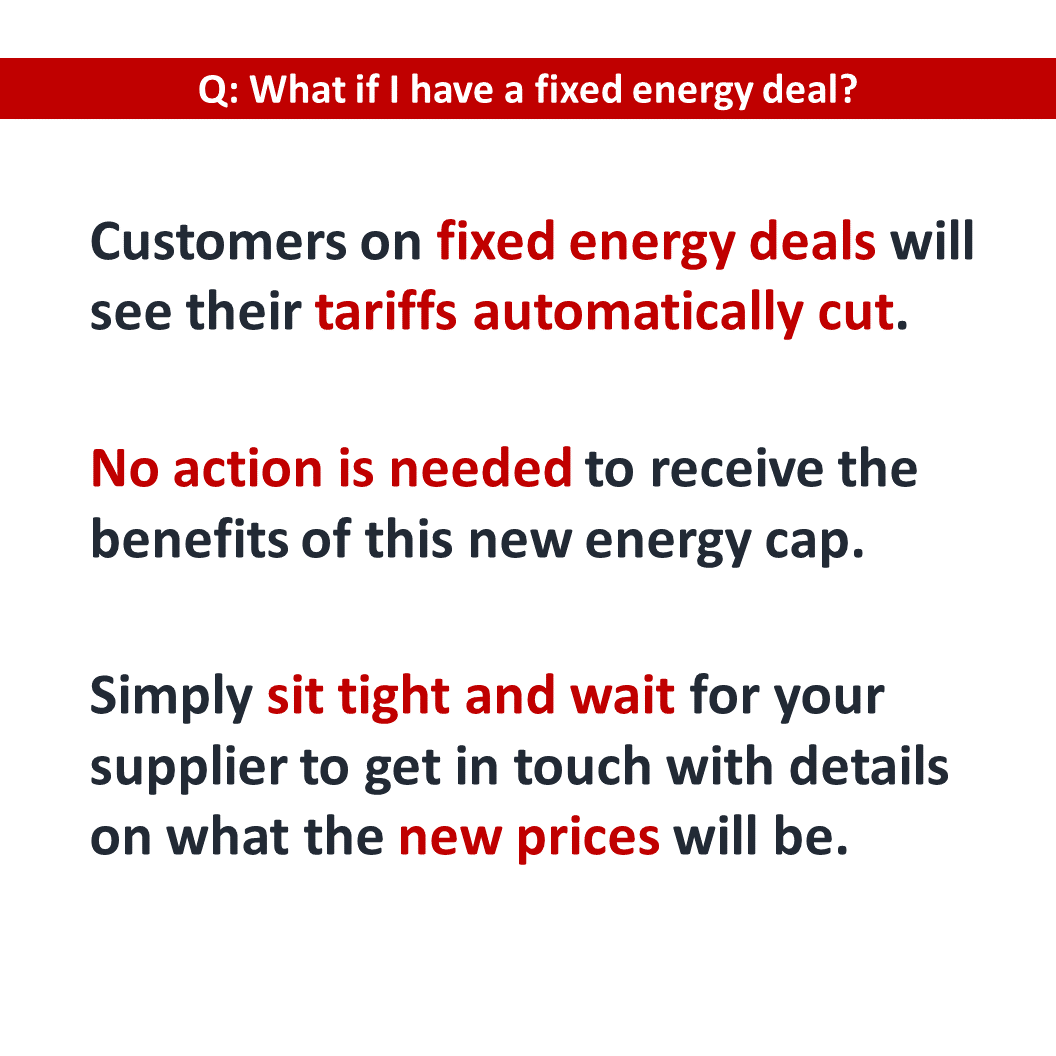 Q: What if I have a fixed energy deal?
Customers on fixed energy deals will
see their tariffs automatically cut.
No action is needed to receive the
benefits of this new energy cap.
Simply sit tight and wait for your
supplier to get in touch with details
on what the new prices will be.